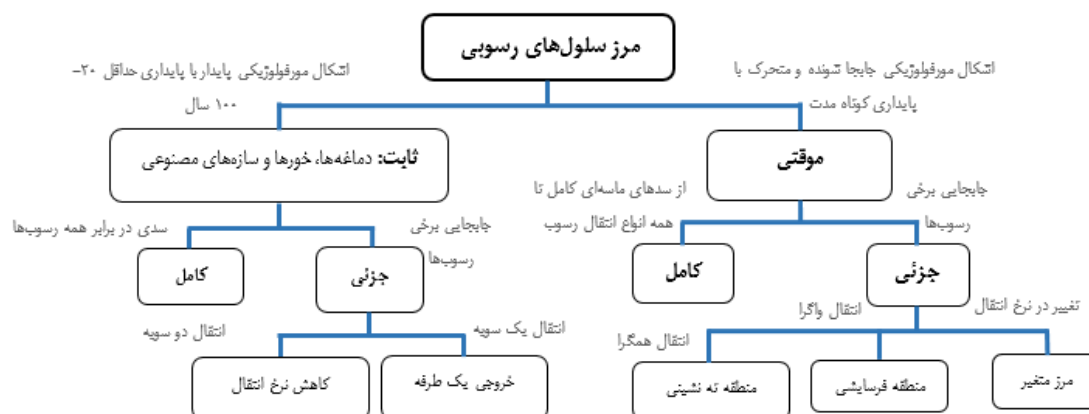 مرز سلول‌های رسوبی
اشکال مورفولوژیکی جابجا شونده و متحرک با
پایداری کوتاه مدت
اشکال مورفولوژیکی پایدار با پایداری حداقل ۲۰-
۱۰۰ سال
موقتی
ثابت: دماغه‌ها، خورها و سازه‌های مصنوعی
جابجایی برخی
رسوب‌ها
از سدهای ماسه‌ای کامل تا
همه انواع انتقال رسوب
جابجایی برخی
رسوب‌ها
سدی در برابر همه رسوب‌ها
جزئی
کامل
جزئی
کامل
تغییر در نرخ انتقال
انتقال واگرا
انتقال همگرا
انتقال یک سویه
انتقال دو سویه
مرز متغیر
منطقه فرسایشی
منطقه ته نشینی
خروجی یک طرفه
کاهش نرخ انتقال